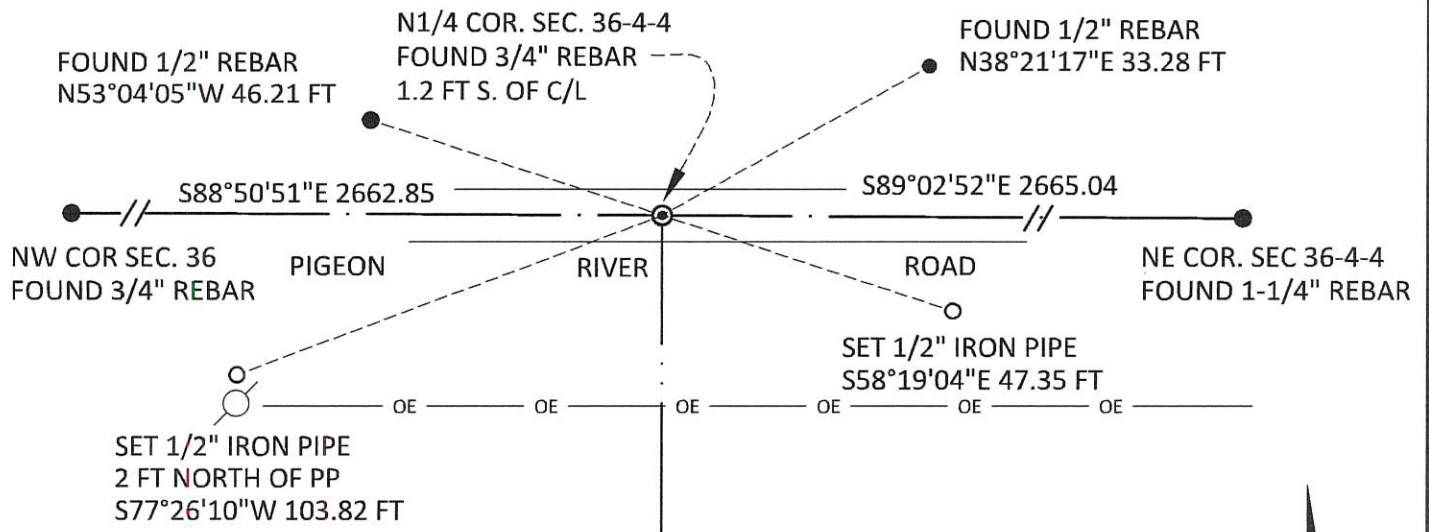 N1/4 COR. SEC. 36-4-4
FOUND 3/4" REBAR
1.2 FT S. OF C/L
FOUND 1/2" REBAR
N53°04'05"W 46.21 FT
FOUND 1/2" REBAR
N38°21'17"E 33.28 FT
S88°50'51"E 2662.85
S89°02'52"E 2665.04
NW COR SEC. 36
FOUND 3/4" REBAR
PIGEON RIVER ROAD
NE COR. SEC 36-4-4
FOUND 1-1/4" REBAR
SET 1/2" IRON PIPE
S58°19'04"E 47.35 FT
OE OE OE OE OE OE
SET 1/2" IRON PIPE
2 FT NORTH OF PP
S77°26'10"W 103.82 FT